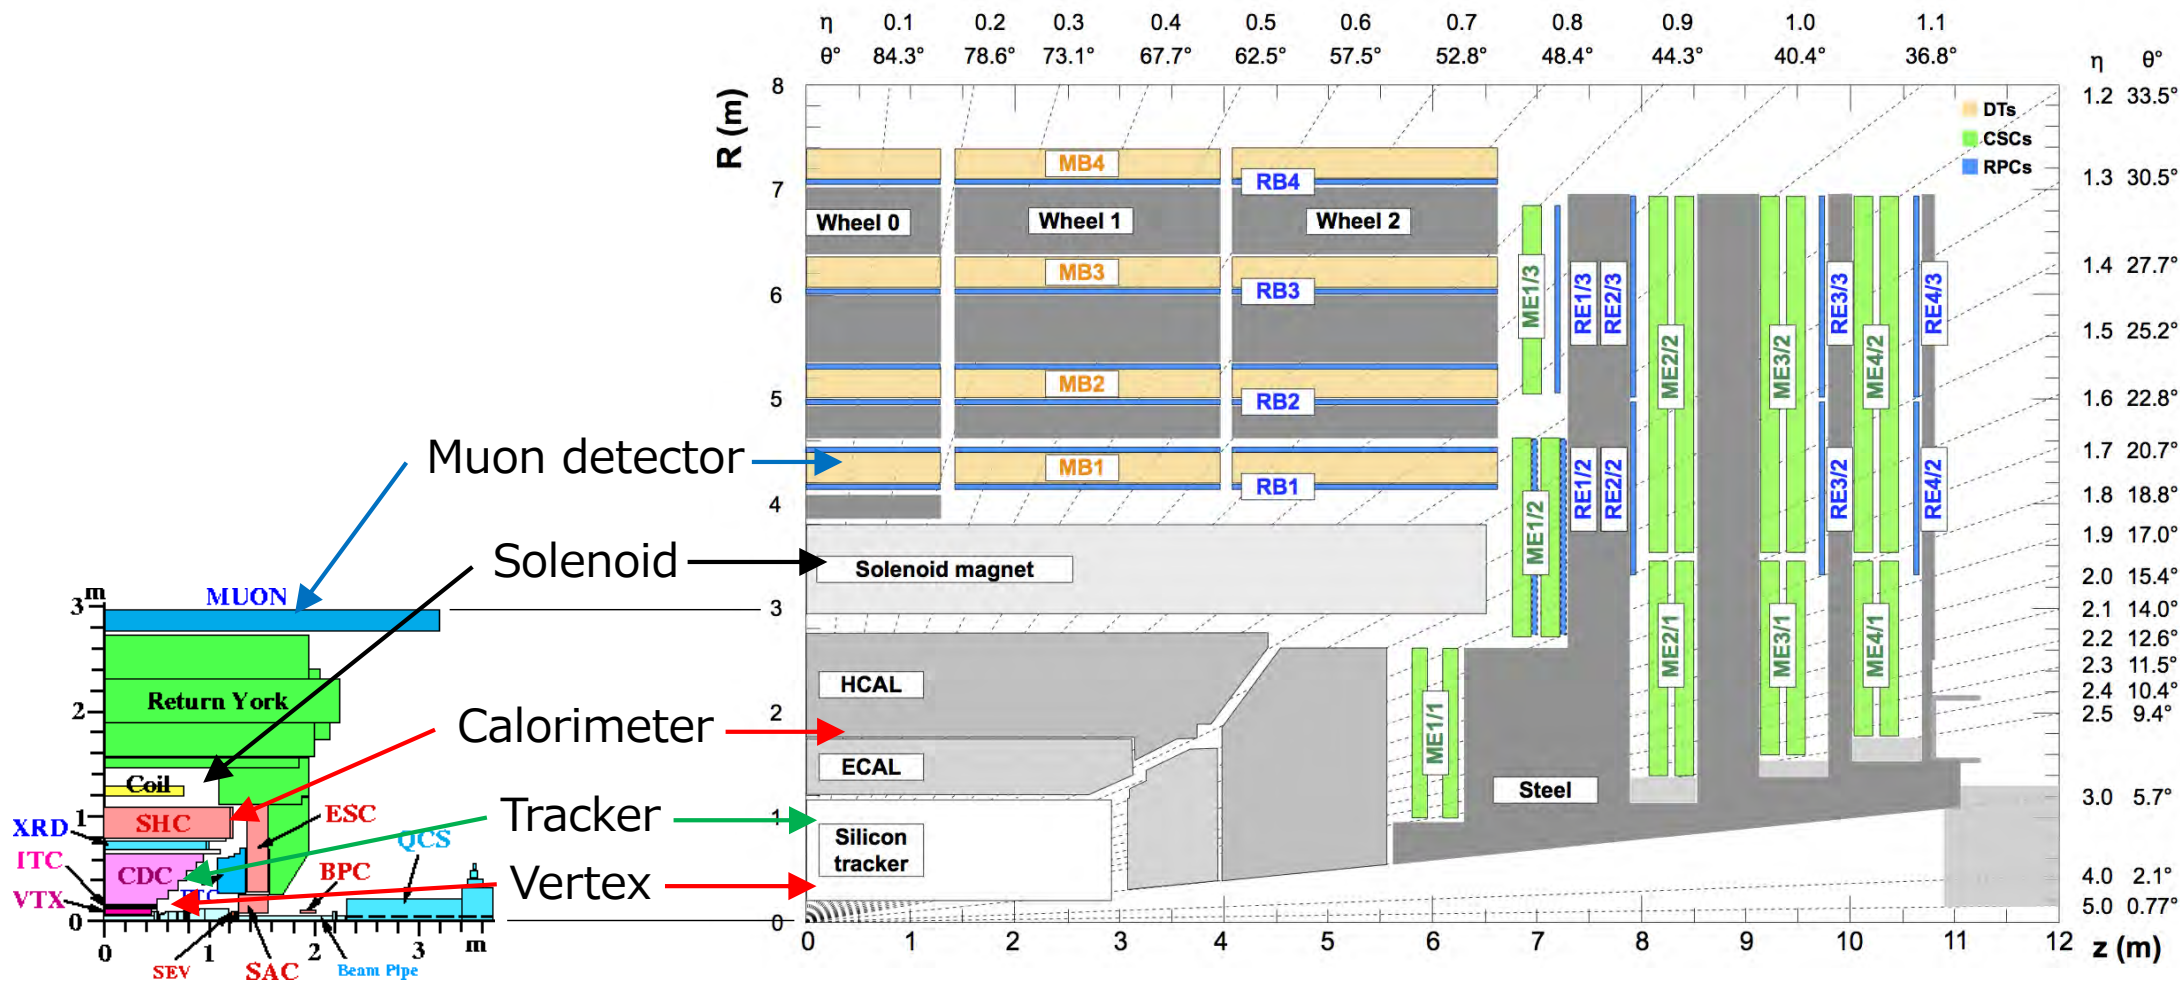 η 0.1 0.2 0.3 0.4 0.5 0.6 0.7 0.8 0.9 1.0 1.1
θ° 84.3° 78.6° 73.1° 67.7° 62.5° 57.5° 52.8° 48.4° 44.3° 40.4° 36.8° η θ°
R (m)
8
7
6
5
4
3
2
1
0
1.2 33.5°
1.3 30.5°
1.4 27.7°
1.5 25.2°
1.6 22.8°
1.7 20.7°
1.8 18.8°
1.9 17.0°
2.0 15.4°
2.1 14.0°
2.2 12.6°
2.3 11.5°
2.4 10.4°
2.5 9.4°
3.0 5.7°
4.0 2.1°
5.0 0.77°
DTs
CSCs
RPCs
MB4
RB4
Wheel 0 Wheel 1 Wheel 2
MB3
RB3
MB2
RB2
MB1
RB1
ME1/3
RE1/3
RE2/3
ME2/2
ME3/2
RE3/3
ME4/2
RE4/3
ME1/2
RE1/2
RE2/2
RE3/2
RE4/2
ME1/1
ME2/1
ME3/1
ME4/1
Solenoid magnet
HCAL
ECAL
Silicon
tracker
Steel
0 1 2 3 4 5 6 7 8 9 10 11 12
z (m)
Muon detector
Solenoid
Calorimeter
Tracker
Vertex
m
3
2
1
0
MUON
Return York
Coil
SHC
ESC
XRD
QCS
ITC
CDC
BPC
VTX
0 1 2 3 m
SEV
SAC
Beam Pipe